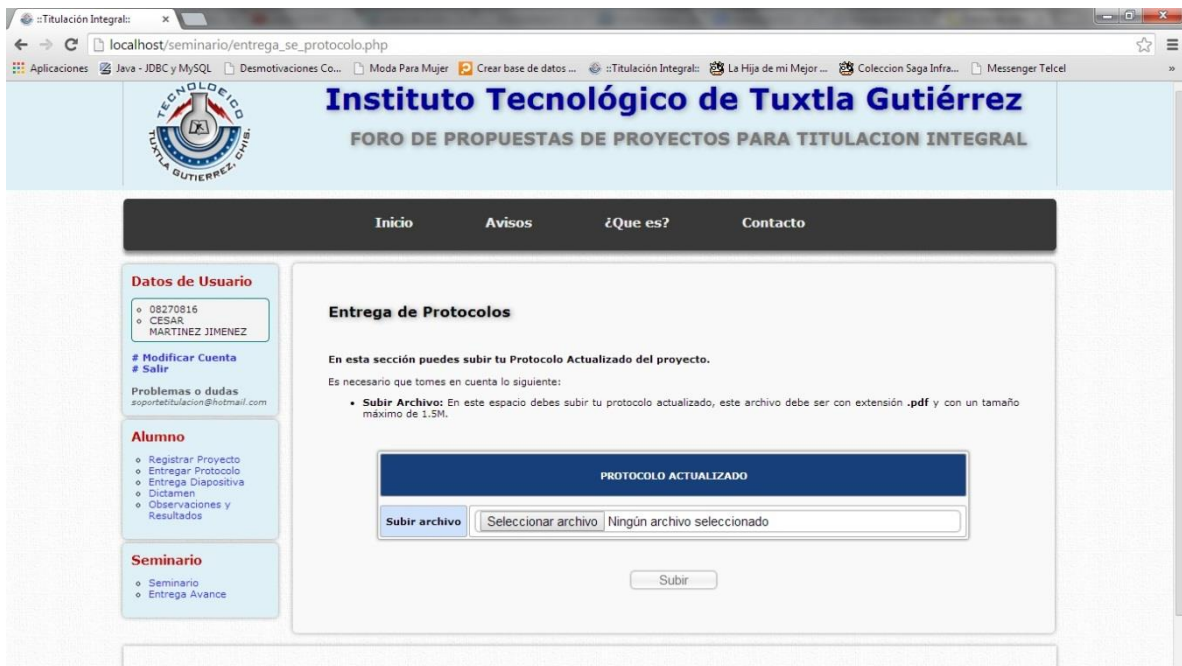 ::Titulación Integral::
localhost/seminario/entrega_se_protocolo.php
Aplicaciones Java - JDBC y MySQL Desmotivaciones Co... Moda Para Mujer Crear base de datos ... ::Titulación Integral:: La Hija de mi Mejor ... Coleccion Saga Infra... Messenger Telcel »
TECNOLOGICO
TUXTLA GUTIERREZ, CHIS.
Instituto Tecnológico de Tuxtla Gutiérrez
FORO DE PROPUESTAS DE PROYECTOS PARA TITULACION INTEGRAL
Inicio Avisos ¿Que es? Contacto
Datos de Usuario
08270816
CESAR
MARTINEZ JIMENEZ
# Modificar Cuenta
# Salir
Problemas o dudas
soportetitulacion@hotmail.com
Alumno
Registrar Proyecto
Entregar Protocolo
Entrega Diapositiva
Dictamen
Observaciones y
Resultados
Seminario
Seminario
Entrega Avance
Entrega de Protocolos
En esta sección puedes subir tu Protocolo Actualizado del proyecto.
Es necesario que tomes en cuenta lo siguiente:
Subir Archivo: En este espacio debes subir tu protocolo actualizado, este archivo debe ser con extensión .pdf y con un tamaño
máximo de 1.5M.
PROTOCOLO ACTUALIZADO
Subir archivo Seleccionar archivo Ningún archivo seleccionado
Subir